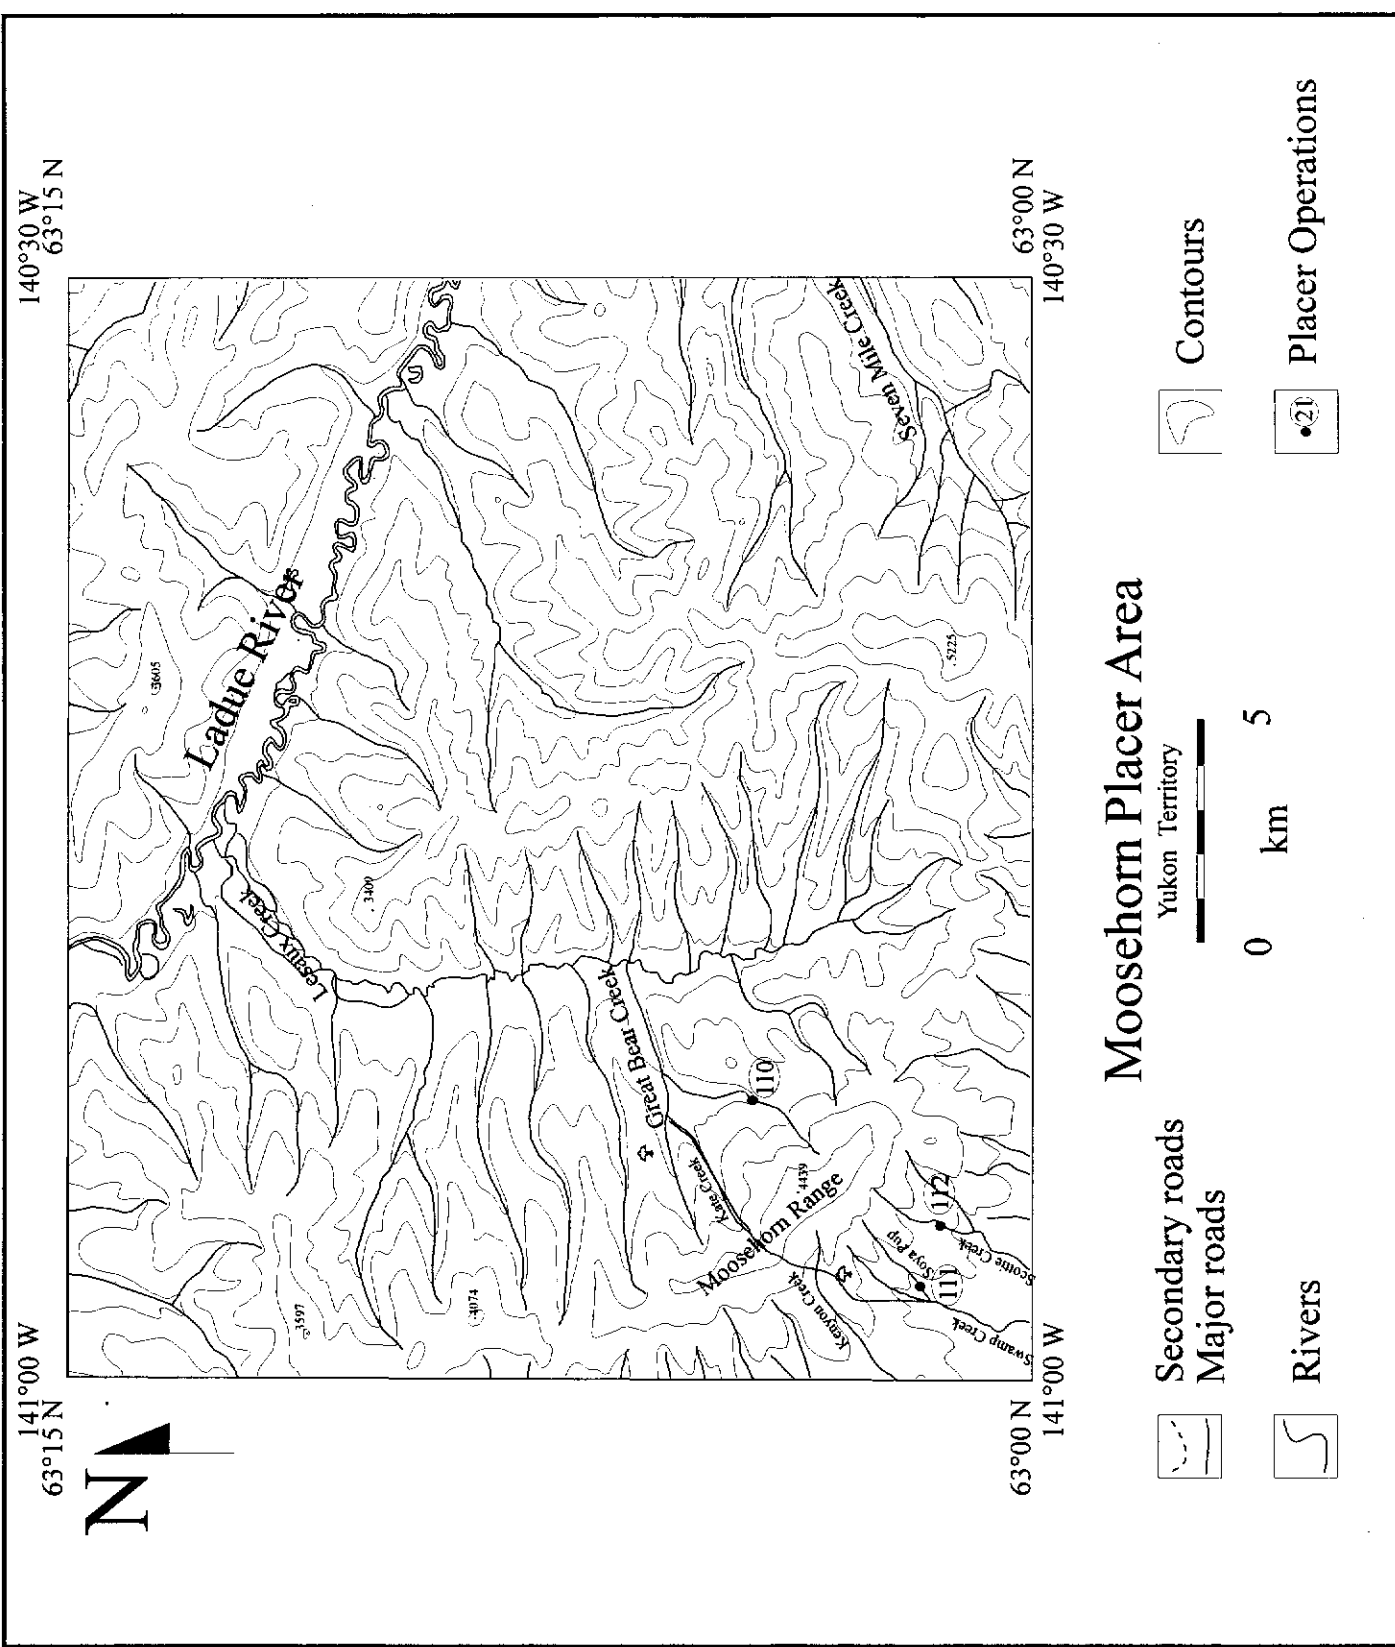 N
141°00 W
63°15 N
140°30 W
63°15 N
Ladue River
Lesaux Creek
3605
3409
3597
4074
Great Bear Creek
Kate Creek
110
Moosehorn Range
4439
Kenyon Creek
Soya Pup
111
112
Scottie Creek
Swamp Creek
Seven Mile Creek
5225
63°00 N
141°00 W
63°00 N
140°30 W
Moosehorn Placer Area
Yukon Territory
0 5
km
Secondary roads
Major roads
Rivers
Contours
21
Placer Operations